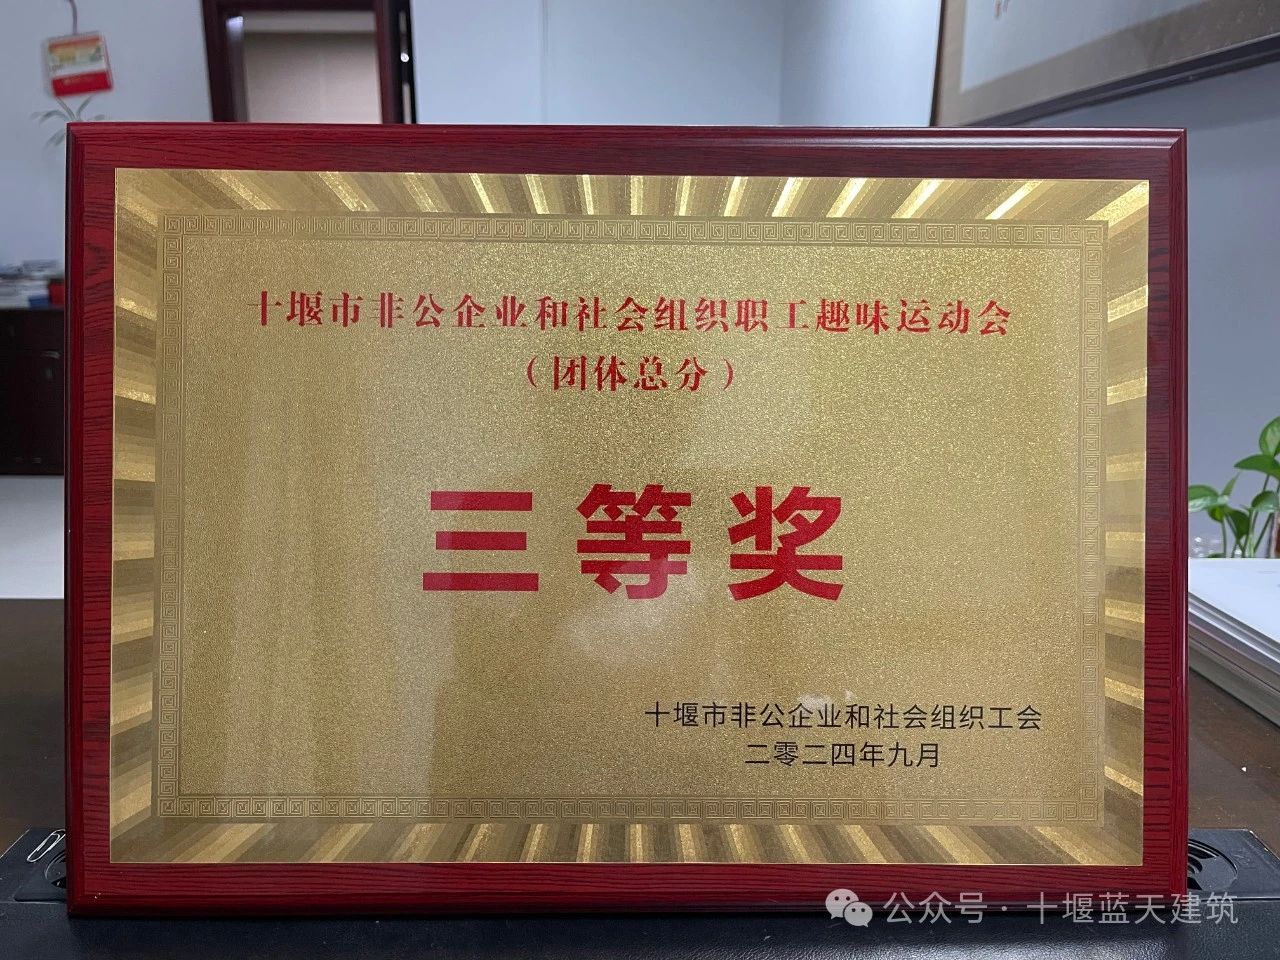 十堰市非公企业和社会组织职工趣味运动会
（团体总分）
三等奖
十堰市非公企业和社会组织工会
二零二四年九月
公众号·十堰蓝天建筑